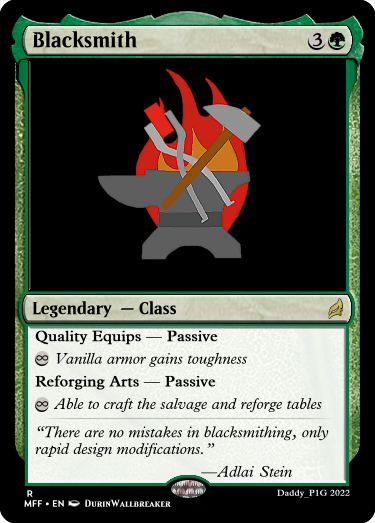 Blacksmith 3
Legendary — Class
Quality Equips — Passive
Vanilla armor gains toughness
Reforging Arts — Passive
Able to craft the salvage and reforge tables
“There are no mistakes in blacksmithing, only
rapid design modifications.”
—Adlai Stein
R
MFF • EN DurinWallbreaker
Daddy_P1G 2022